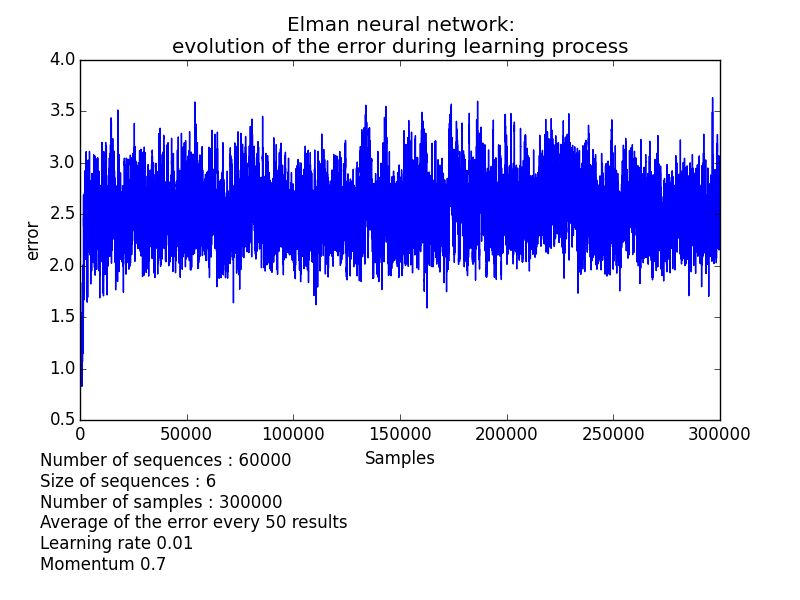 Elman neural network:
evolution of the error during learning process
4.0
3.5
3.0
2.5
2.0
1.5
1.0
0.5
error
0 50000 100000 150000 200000 250000 300000
Samples
Number of sequences : 60000
Size of sequences : 6
Number of samples : 300000
Average of the error every 50 results
Learning rate 0.01
Momentum 0.7